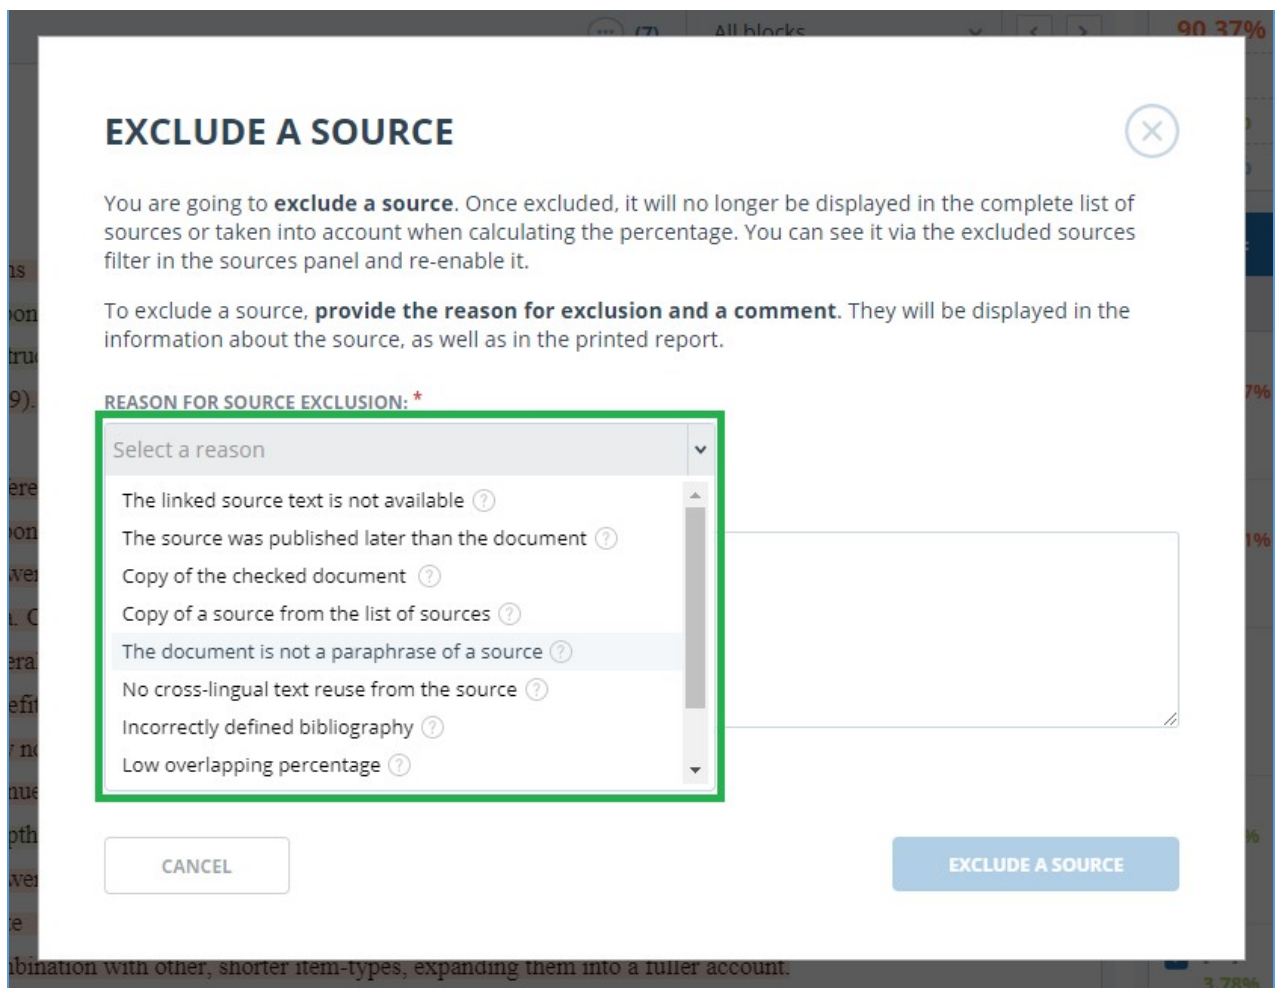 (7) All blocks 90.37%
EXCLUDE A SOURCE
You are going to exclude a source. Once excluded, it will no longer be displayed in the complete list of
sources or taken into account when calculating the percentage. You can see it via the excluded sources
filter in the sources panel and re-enable it.
To exclude a source, provide the reason for exclusion and a comment. They will be displayed in the
information about the source, as well as in the printed report.
REASON FOR SOURCE EXCLUSION: *
Select a reason
The linked source text is not available ?
The source was published later than the document ?
Copy of the checked document ?
Copy of a source from the list of sources ?
The document is not a paraphrase of a source ?
No cross-lingual text reuse from the source ?
Incorrectly defined bibliography ?
Low overlapping percentage ?
CANCEL
EXCLUDE A SOURCE
with other, shorter item-types, expanding them into a fuller account.
3.78%